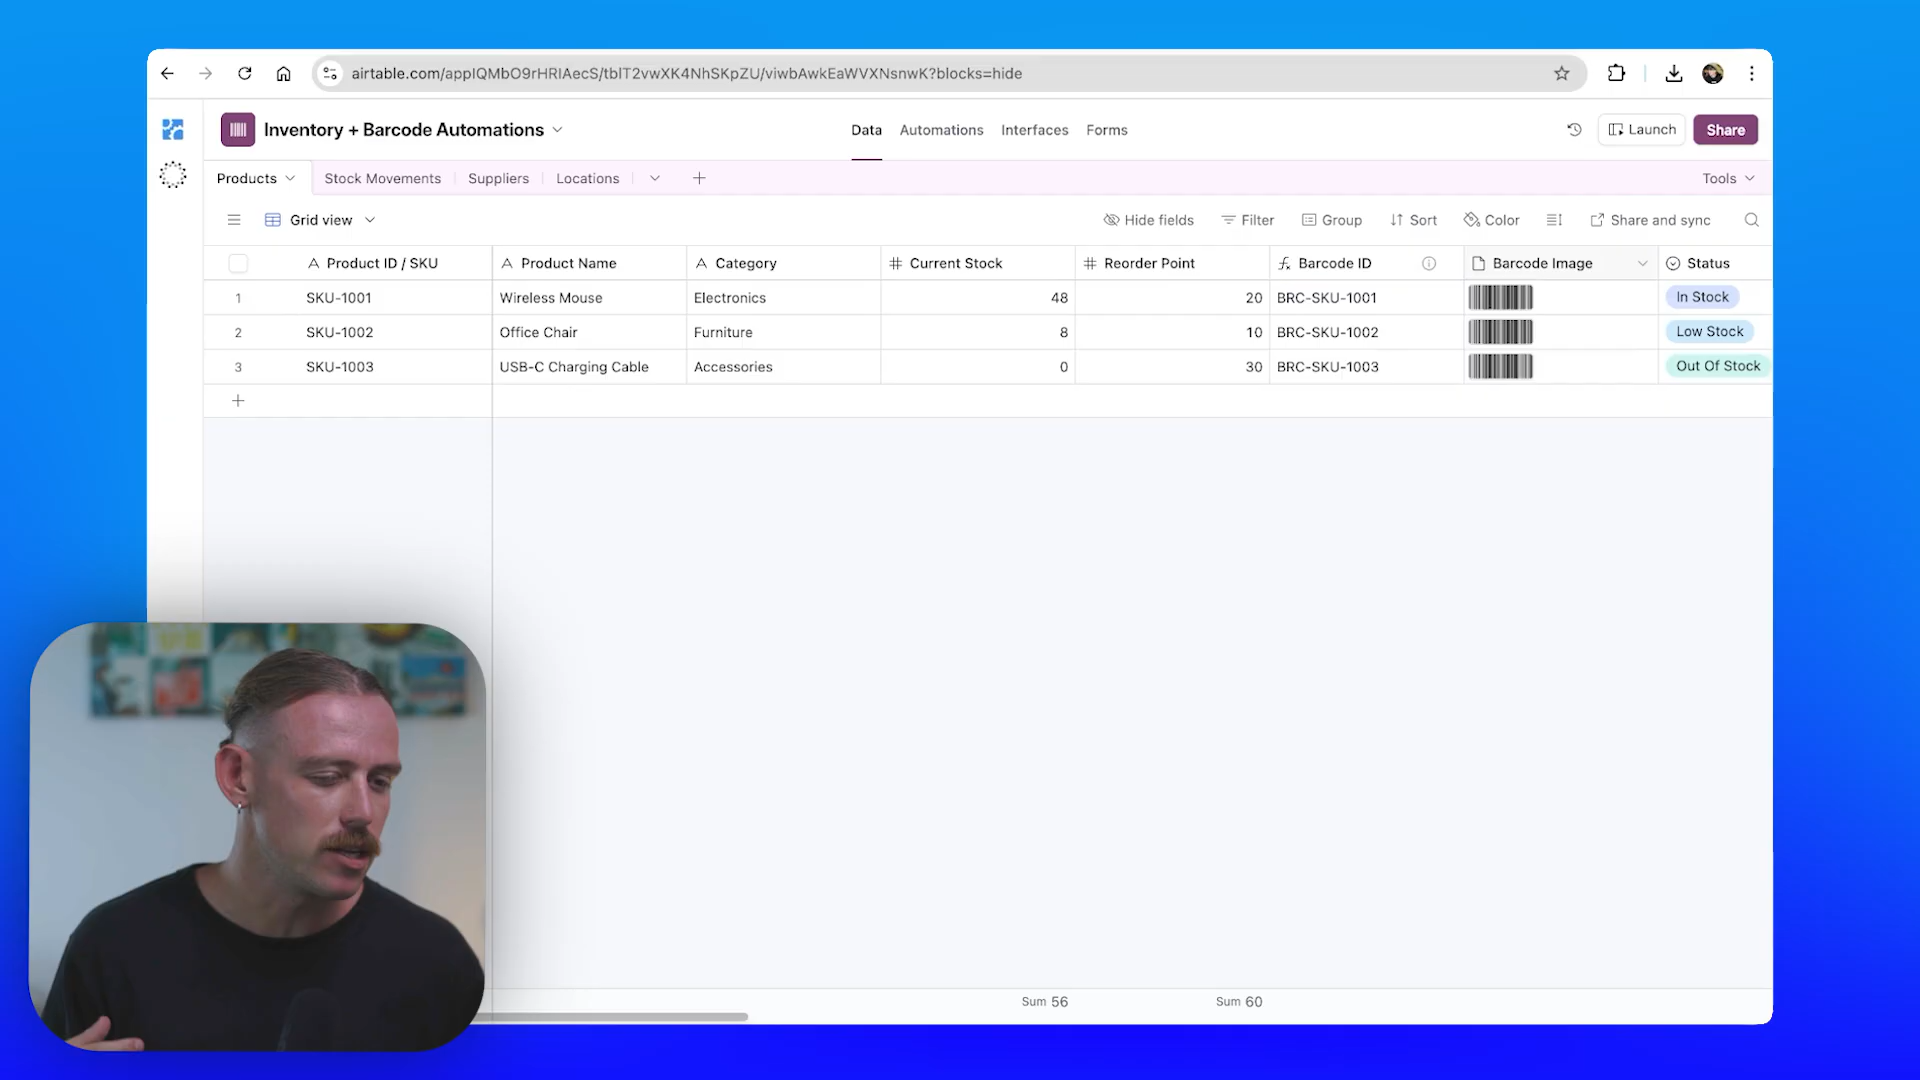 airtable.com/appIQMbO9rHRIAecS/tblT2vwXK4NhSKpZU/viwbAwkEaWVXNsnwK?blocks=hide
Inventory + Barcode Automations
Data Automations Interfaces Forms
Launch Share
Products Stock Movements Suppliers Locations
Tools
Grid view
Hide fields Filter Group Sort Color Share and sync
Product ID / SKU Product Name Category Current Stock Reorder Point Barcode ID Barcode Image Status
1 SKU-1001 Wireless Mouse Electronics 48 20 BRC-SKU-1001 In Stock
2 SKU-1002 Office Chair Furniture 8 10 BRC-SKU-1002 Low Stock
3 SKU-1003 USB-C Charging Cable Accessories 0 30 BRC-SKU-1003 Out Of Stock
Sum 56 Sum 60